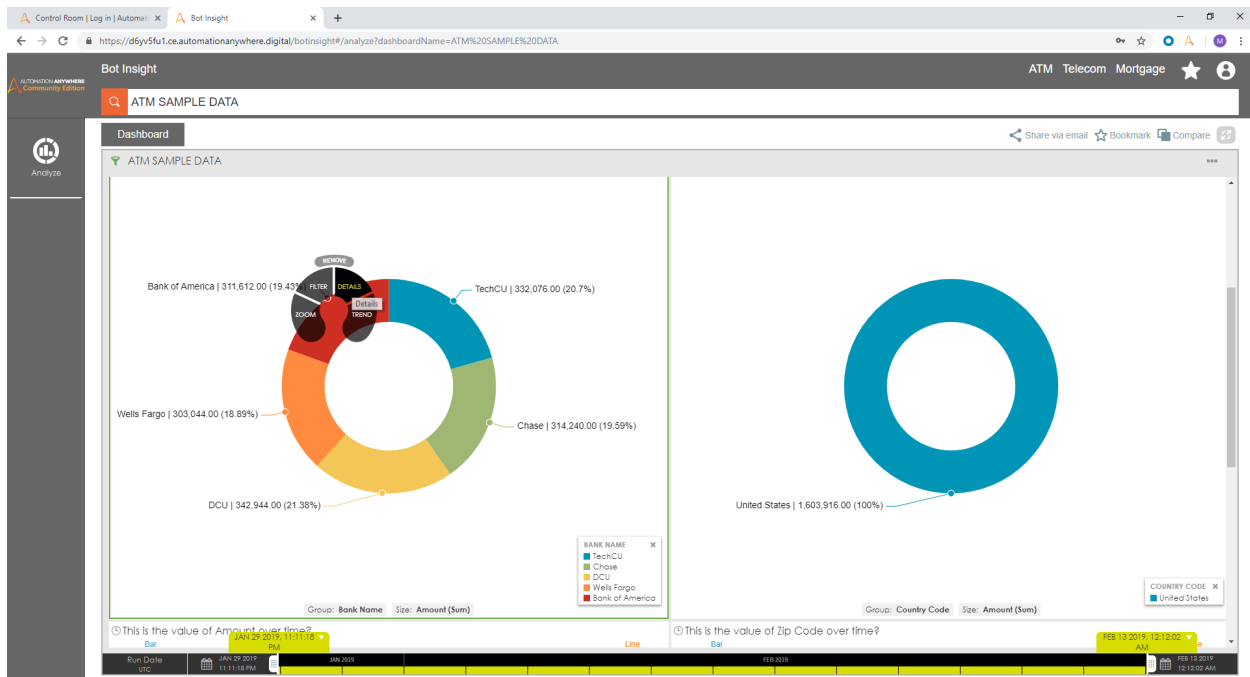 Control Room | Log in | Automati
Bot Insight
https://d6yv5fu1.ce.automationanywhere.digital/botinsight#/analyze?dashboardName=ATM%20SAMPLE%20DATA
M
AUTOMATION ANYWHERE
Community Edition
Bot Insight
ATM Telecom Mortgage
ATM SAMPLE DATA
Analyze
Dashboard
Share via email Bookmark Compare
ATM SAMPLE DATA
REMOVE
FILTER DETAILS
Details
ZOOM TREND
Bank of America | 311,612.00 (19.43%
TechCU | 332,076.00 (20.7%)
Wells Fargo | 303,044.00 (18.89%)
Chase | 314,240.00 (19.59%)
DCU | 342,944.00 (21.38%)
BANK NAME
TechCU
Chase
DCU
Wells Fargo
Bank of America
Group: Bank Name Size: Amount (Sum)
United States | 1,603,916.00 (100%)
COUNTRY CODE
United States
Group: Country Code Size: Amount (Sum)
This is the value of Amount over time?
Bar Line
This is the value of Zip Code over time?
Bar
JAN 29 2019, 11:11:18
PM
FEB 13 2019, 12:12:02
AM
Run Date
UTC
JAN 29 2019
11:11:18 PM
JAN 2019
FEB 2019
FEB 13 2019
12:12:02 AM